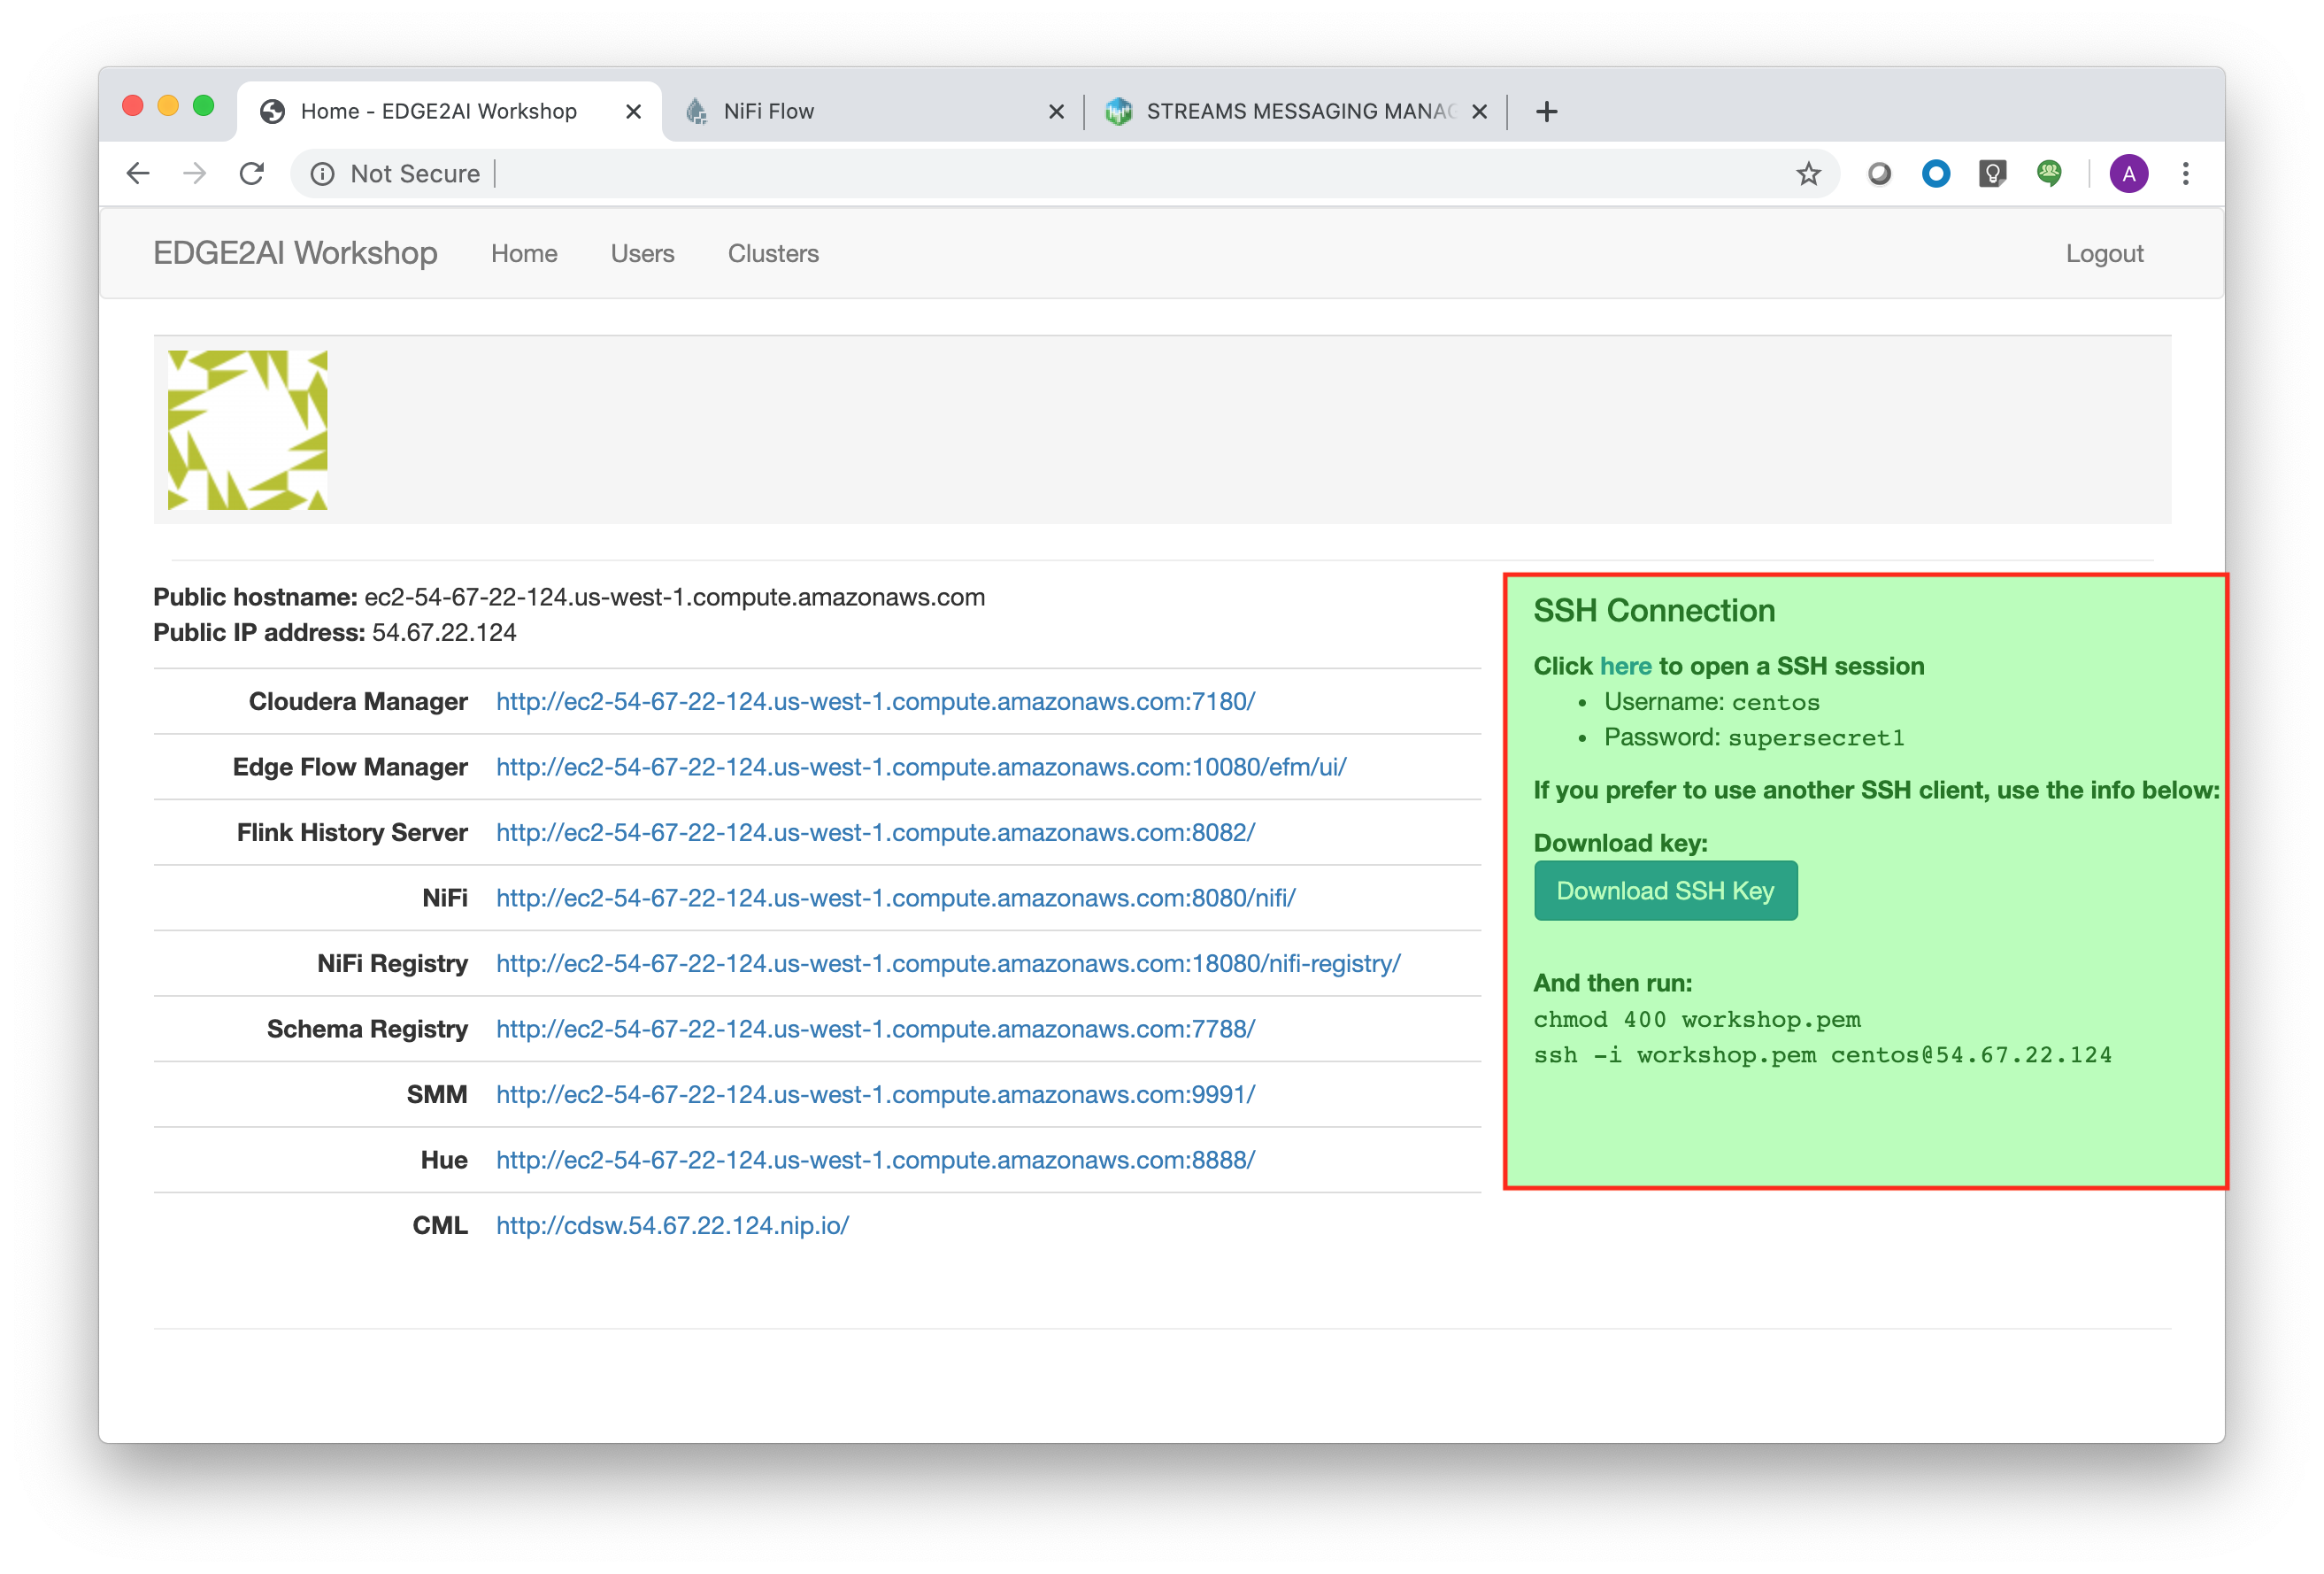 Home - EDGE2AI Workshop
NiFi Flow
STREAMS MESSAGING MANAG
Not Secure
A
EDGE2AI Workshop Home Users Clusters Logout
Public hostname: ec2-54-67-22-124.us-west-1.compute.amazonaws.com
Public IP address: 54.67.22.124
Cloudera Manager http://ec2-54-67-22-124.us-west-1.compute.amazonaws.com:7180/
Edge Flow Manager http://ec2-54-67-22-124.us-west-1.compute.amazonaws.com:10080/efm/ui/
Flink History Server http://ec2-54-67-22-124.us-west-1.compute.amazonaws.com:8082/
NiFi http://ec2-54-67-22-124.us-west-1.compute.amazonaws.com:8080/nifi/
NiFi Registry http://ec2-54-67-22-124.us-west-1.compute.amazonaws.com:18080/nifi-registry/
Schema Registry http://ec2-54-67-22-124.us-west-1.compute.amazonaws.com:7788/
SMM http://ec2-54-67-22-124.us-west-1.compute.amazonaws.com:9991/
Hue http://ec2-54-67-22-124.us-west-1.compute.amazonaws.com:8888/
CML http://cdsw.54.67.22.124.nip.io/
SSH Connection
Click here to open a SSH session
• Username: centos
• Password: supersecret1
If you prefer to use another SSH client, use the info below:
Download key:
Download SSH Key
And then run:
chmod 400 workshop.pem
ssh -i workshop.pem centos@54.67.22.124